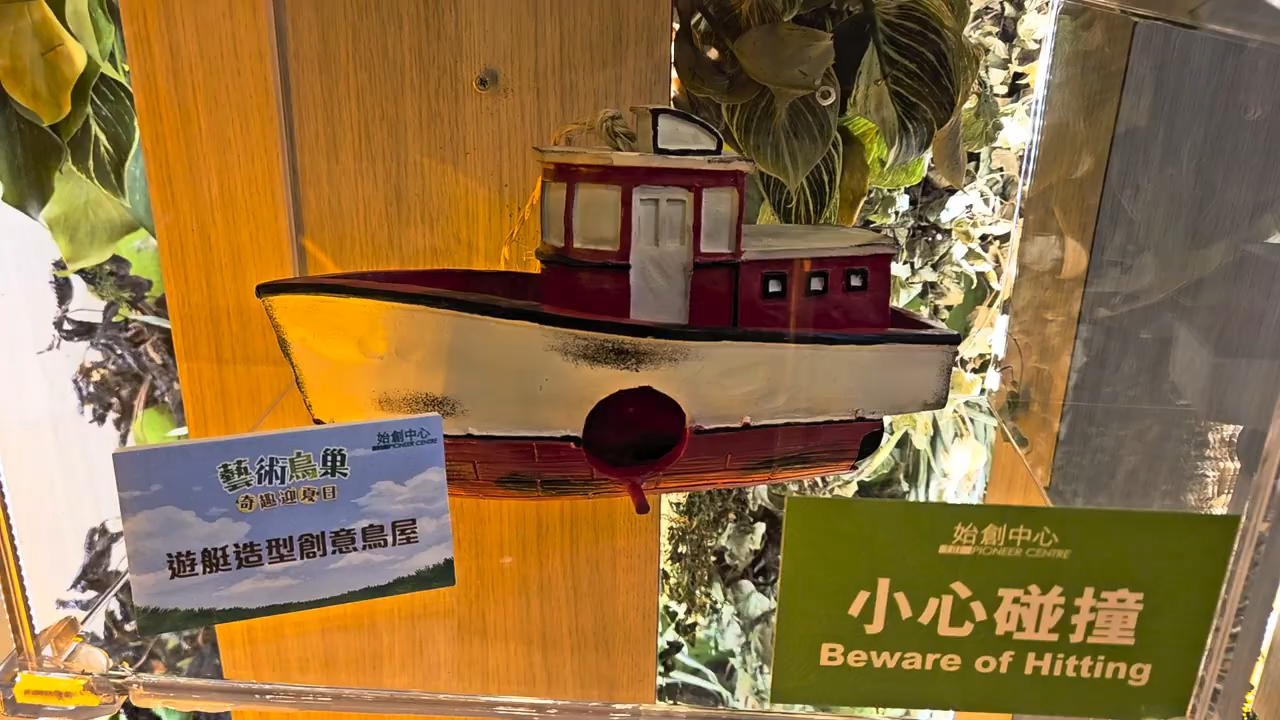 始創中心
PIONEER CENTRE
藝術鳥巢
奇趣迎夏日
遊艇造型創意鳥屋
始創中心
PIONEER CENTRE
小心碰撞
Beware of Hitting